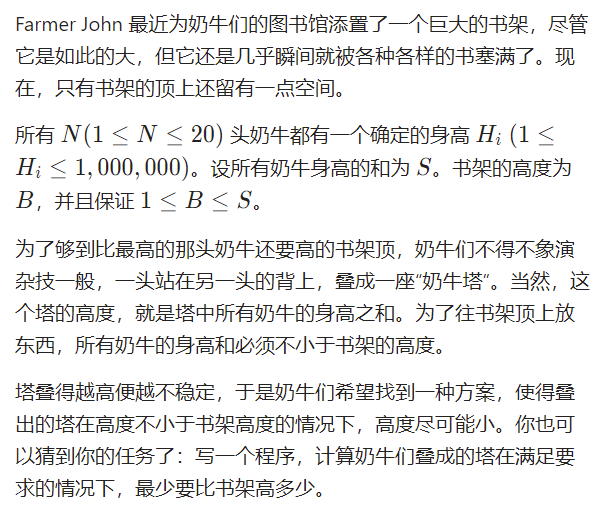 Farmer John 最近为奶牛们的图书馆添置了一个巨大的书架，尽管
它是如此的大，但它还是几乎瞬间就被各种各样的书塞满了。现
在，只有书架的顶上还留有一点空间。
所有 N(1 ≤ N ≤ 20) 头奶牛都有一个确定的身高 H_i (1 ≤
H_i ≤ 1,000,000)。设所有奶牛身高的和为 S。书架的高度为
B，并且保证 1 ≤ B ≤ S。
为了够到比最高的那头奶牛还要高的书架顶，奶牛们不得不象演
杂技一般，一头站在另一头的背上，叠成一座“奶牛塔”。当然，这
个塔的高度，就是塔中所有奶牛的身高之和。为了往书架顶上放
东西，所有奶牛的身高和必须不小于书架的高度。
塔叠得越高便越不稳定，于是奶牛们希望找到一种方案，使得叠
出的塔在高度不小于书架高度的情况下，高度尽可能小。你也可
以猜到你的任务了：写一个程序，计算奶牛们叠成的塔在满足要
求的情况下，最少要比书架高多少。